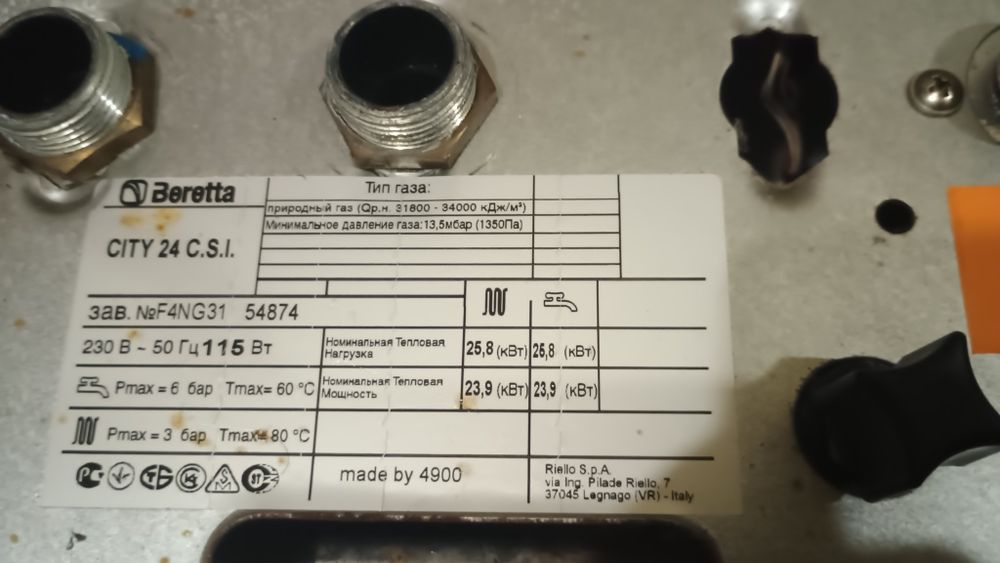 Beretta
CITY 24 C.S.I.
Тип газа:
природный газ (Qр.н. 31800 - 34000 кДж/м³)
Минимальное давление газа:13,5мбар (1350Па)
зав. №F4NG31 54874
230 В ~ 50 Гц 115 Вт
Номинальная Тепловая
Нагрузка
25,8 (кВт) 25,8 (кВт)
Pmax = 6 бар Tmax= 60 °C
Номинальная Тепловая
Мощность
23,9 (кВт) 23,9 (кВт)
Pmax = 3 бар Tmax= 80 °C
made by 4900
Riello S.p.A.
via Ing. Pilade Riello, 7
37045 Legnago (VR) - Italy